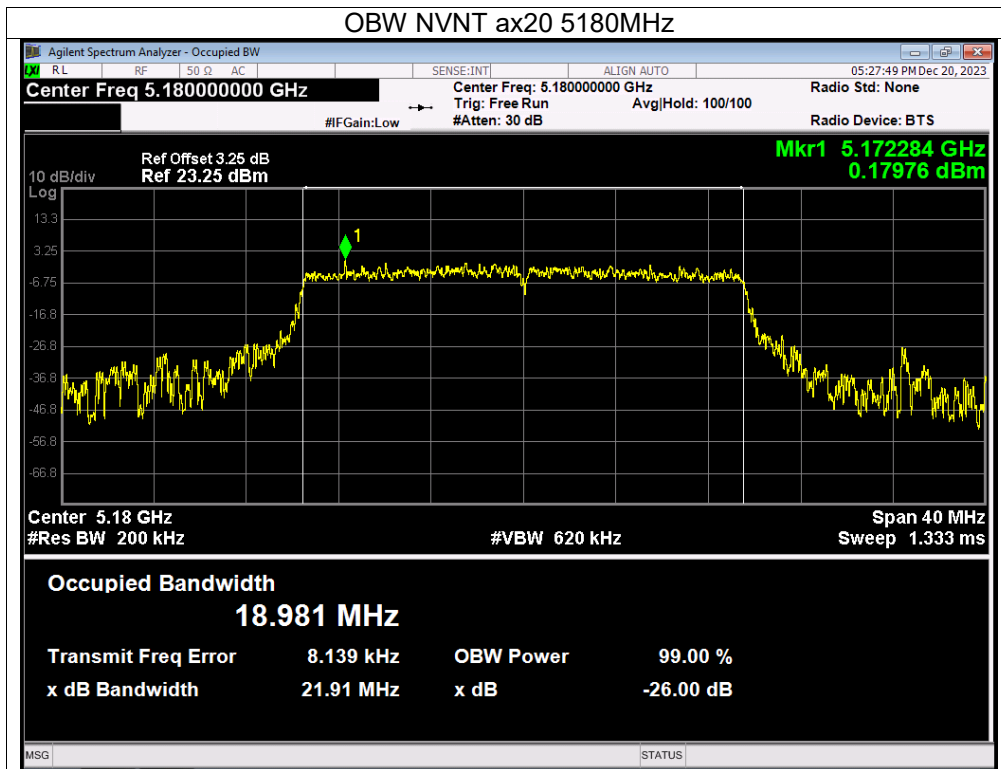 OBW NVNT ax20 5180MHz
Agilent Spectrum Analyzer - Occupied BW
LXI RL RF 50 Ω AC SENSE:INT ALIGN AUTO 05:27:49 PM Dec 20, 2023
Center Freq 5.180000000 GHz Center Freq: 5.180000000 GHz Radio Std: None
Trig: Free Run Avg|Hold: 100/100
#IFGain:Low #Atten: 30 dB Radio Device: BTS
Mkr1 5.172284 GHz
0.17976 dBm
Ref Offset 3.25 dB
10 dB/div Ref 23.25 dBm
Log
13.3
1
3.25
-6.75
-16.8
-26.8
-36.8
-46.8
-56.8
-66.8
Center 5.18 GHz Span 40 MHz
#Res BW 200 kHz #VBW 620 kHz Sweep 1.333 ms
Occupied Bandwidth
18.981 MHz
Transmit Freq Error 8.139 kHz OBW Power 99.00 %
x dB Bandwidth 21.91 MHz x dB -26.00 dB
MSG STATUS